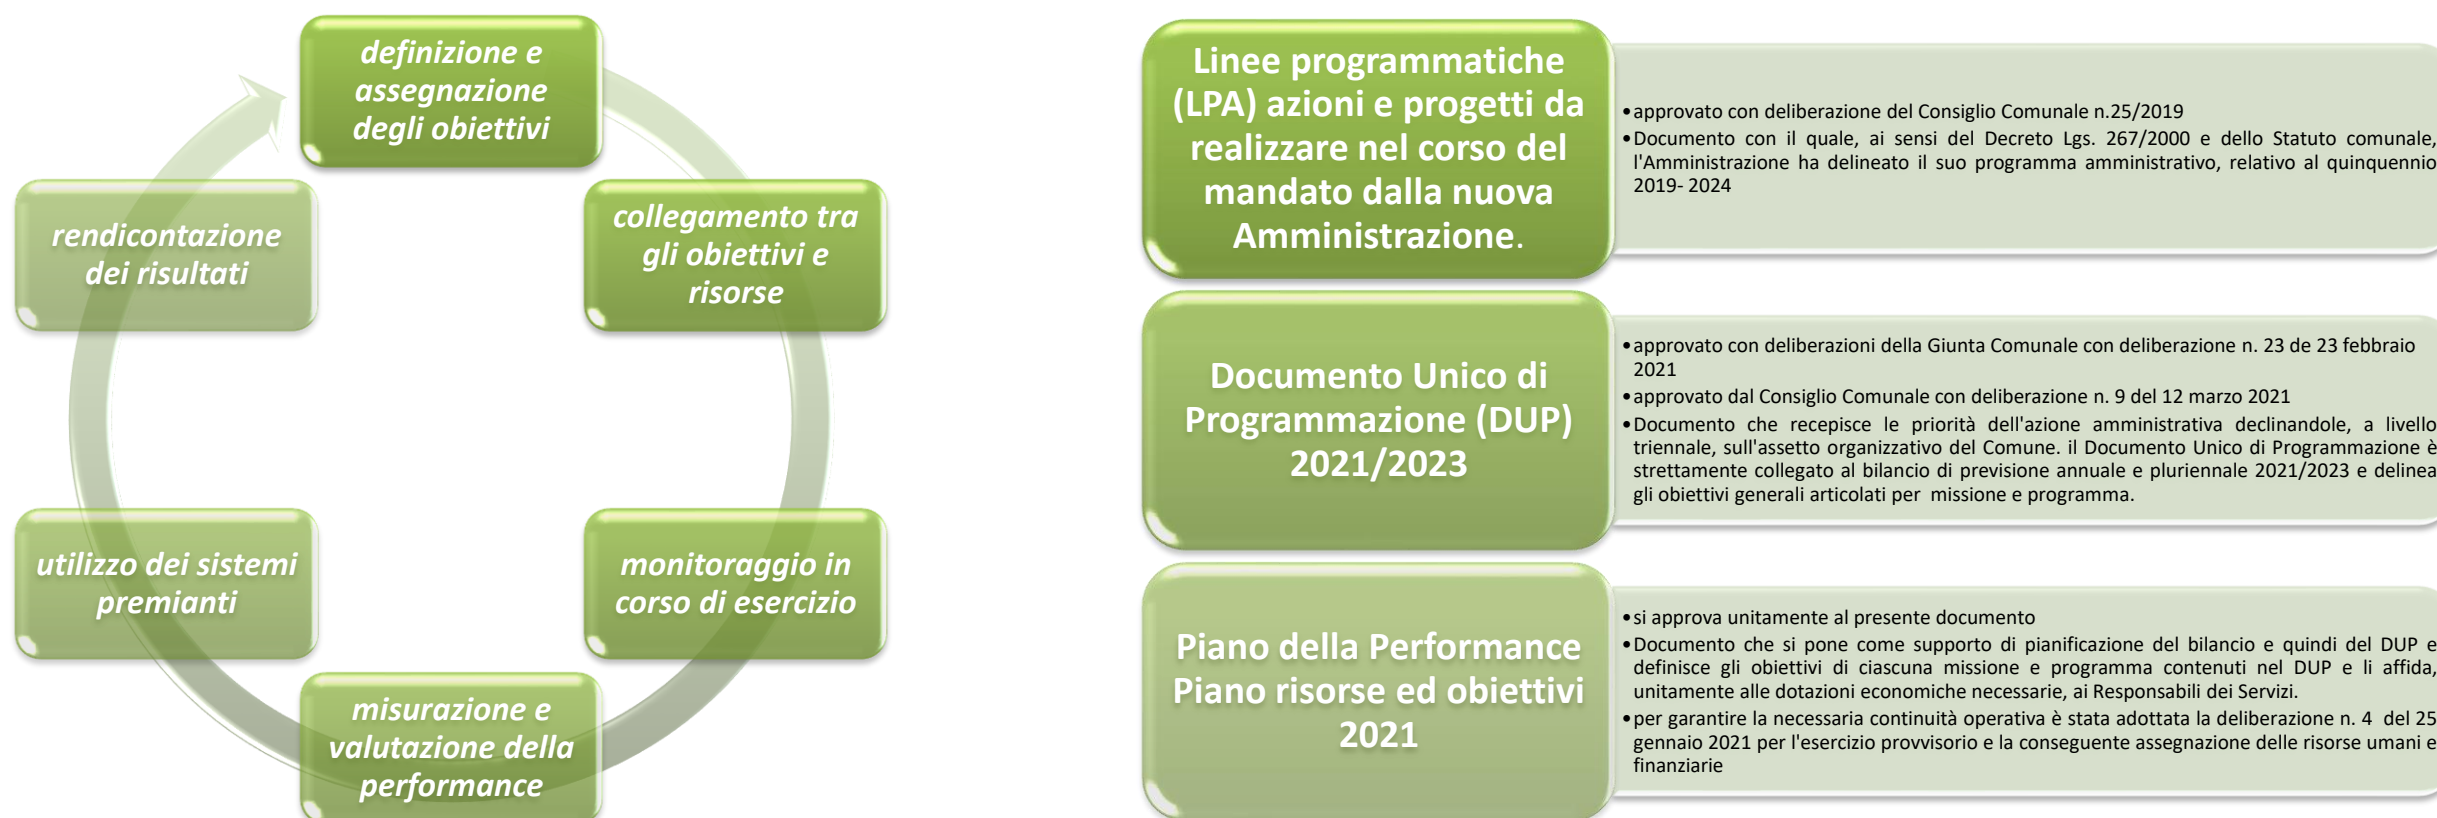 definizione e
assegnazione
degli obiettivi
collegamento tra
gli obiettivi e
risorse
monitoraggio in
corso di esercizio
misurazione e
valutazione della
performance
utilizzo dei sistemi
premianti
rendicontazione
dei risultati
Linee programmatiche
(LPA) azioni e progetti da
realizzare nel corso del
mandato dalla nuova
Amministrazione.
•approvato con deliberazione del Consiglio Comunale n.25/2019
•Documento con il quale, ai sensi del Decreto Lgs. 267/2000 e dello Statuto comunale,
l'Amministrazione ha delineato il suo programma amministrativo, relativo al quinquennio
2019- 2024
Documento Unico di
Programmazione (DUP)
2021/2023
•approvato con deliberazioni della Giunta Comunale con deliberazione n. 23 de 23 febbraio
2021
•approvato dal Consiglio Comunale con deliberazione n. 9 del 12 marzo 2021
•Documento che recepisce le priorità dell'azione amministrativa declinandole, a livello
triennale, sull'assetto organizzativo del Comune. il Documento Unico di Programmazione è
strettamente collegato al bilancio di previsione annuale e pluriennale 2021/2023 e delinea
gli obiettivi generali articolati per missione e programma.
Piano della Performance
Piano risorse ed obiettivi
2021
•si approva unitamente al presente documento
•Documento che si pone come supporto di pianificazione del bilancio e quindi del DUP e
definisce gli obiettivi di ciascuna missione e programma contenuti nel DUP e li affida,
unitamente alle dotazioni economiche necessarie, ai Responsabili dei Servizi.
•per garantire la necessaria continuità operativa è stata adottata la deliberazione n. 4 del 25
gennaio 2021 per l'esercizio provvisorio e la conseguente assegnazione delle risorse umani e
finanziarie